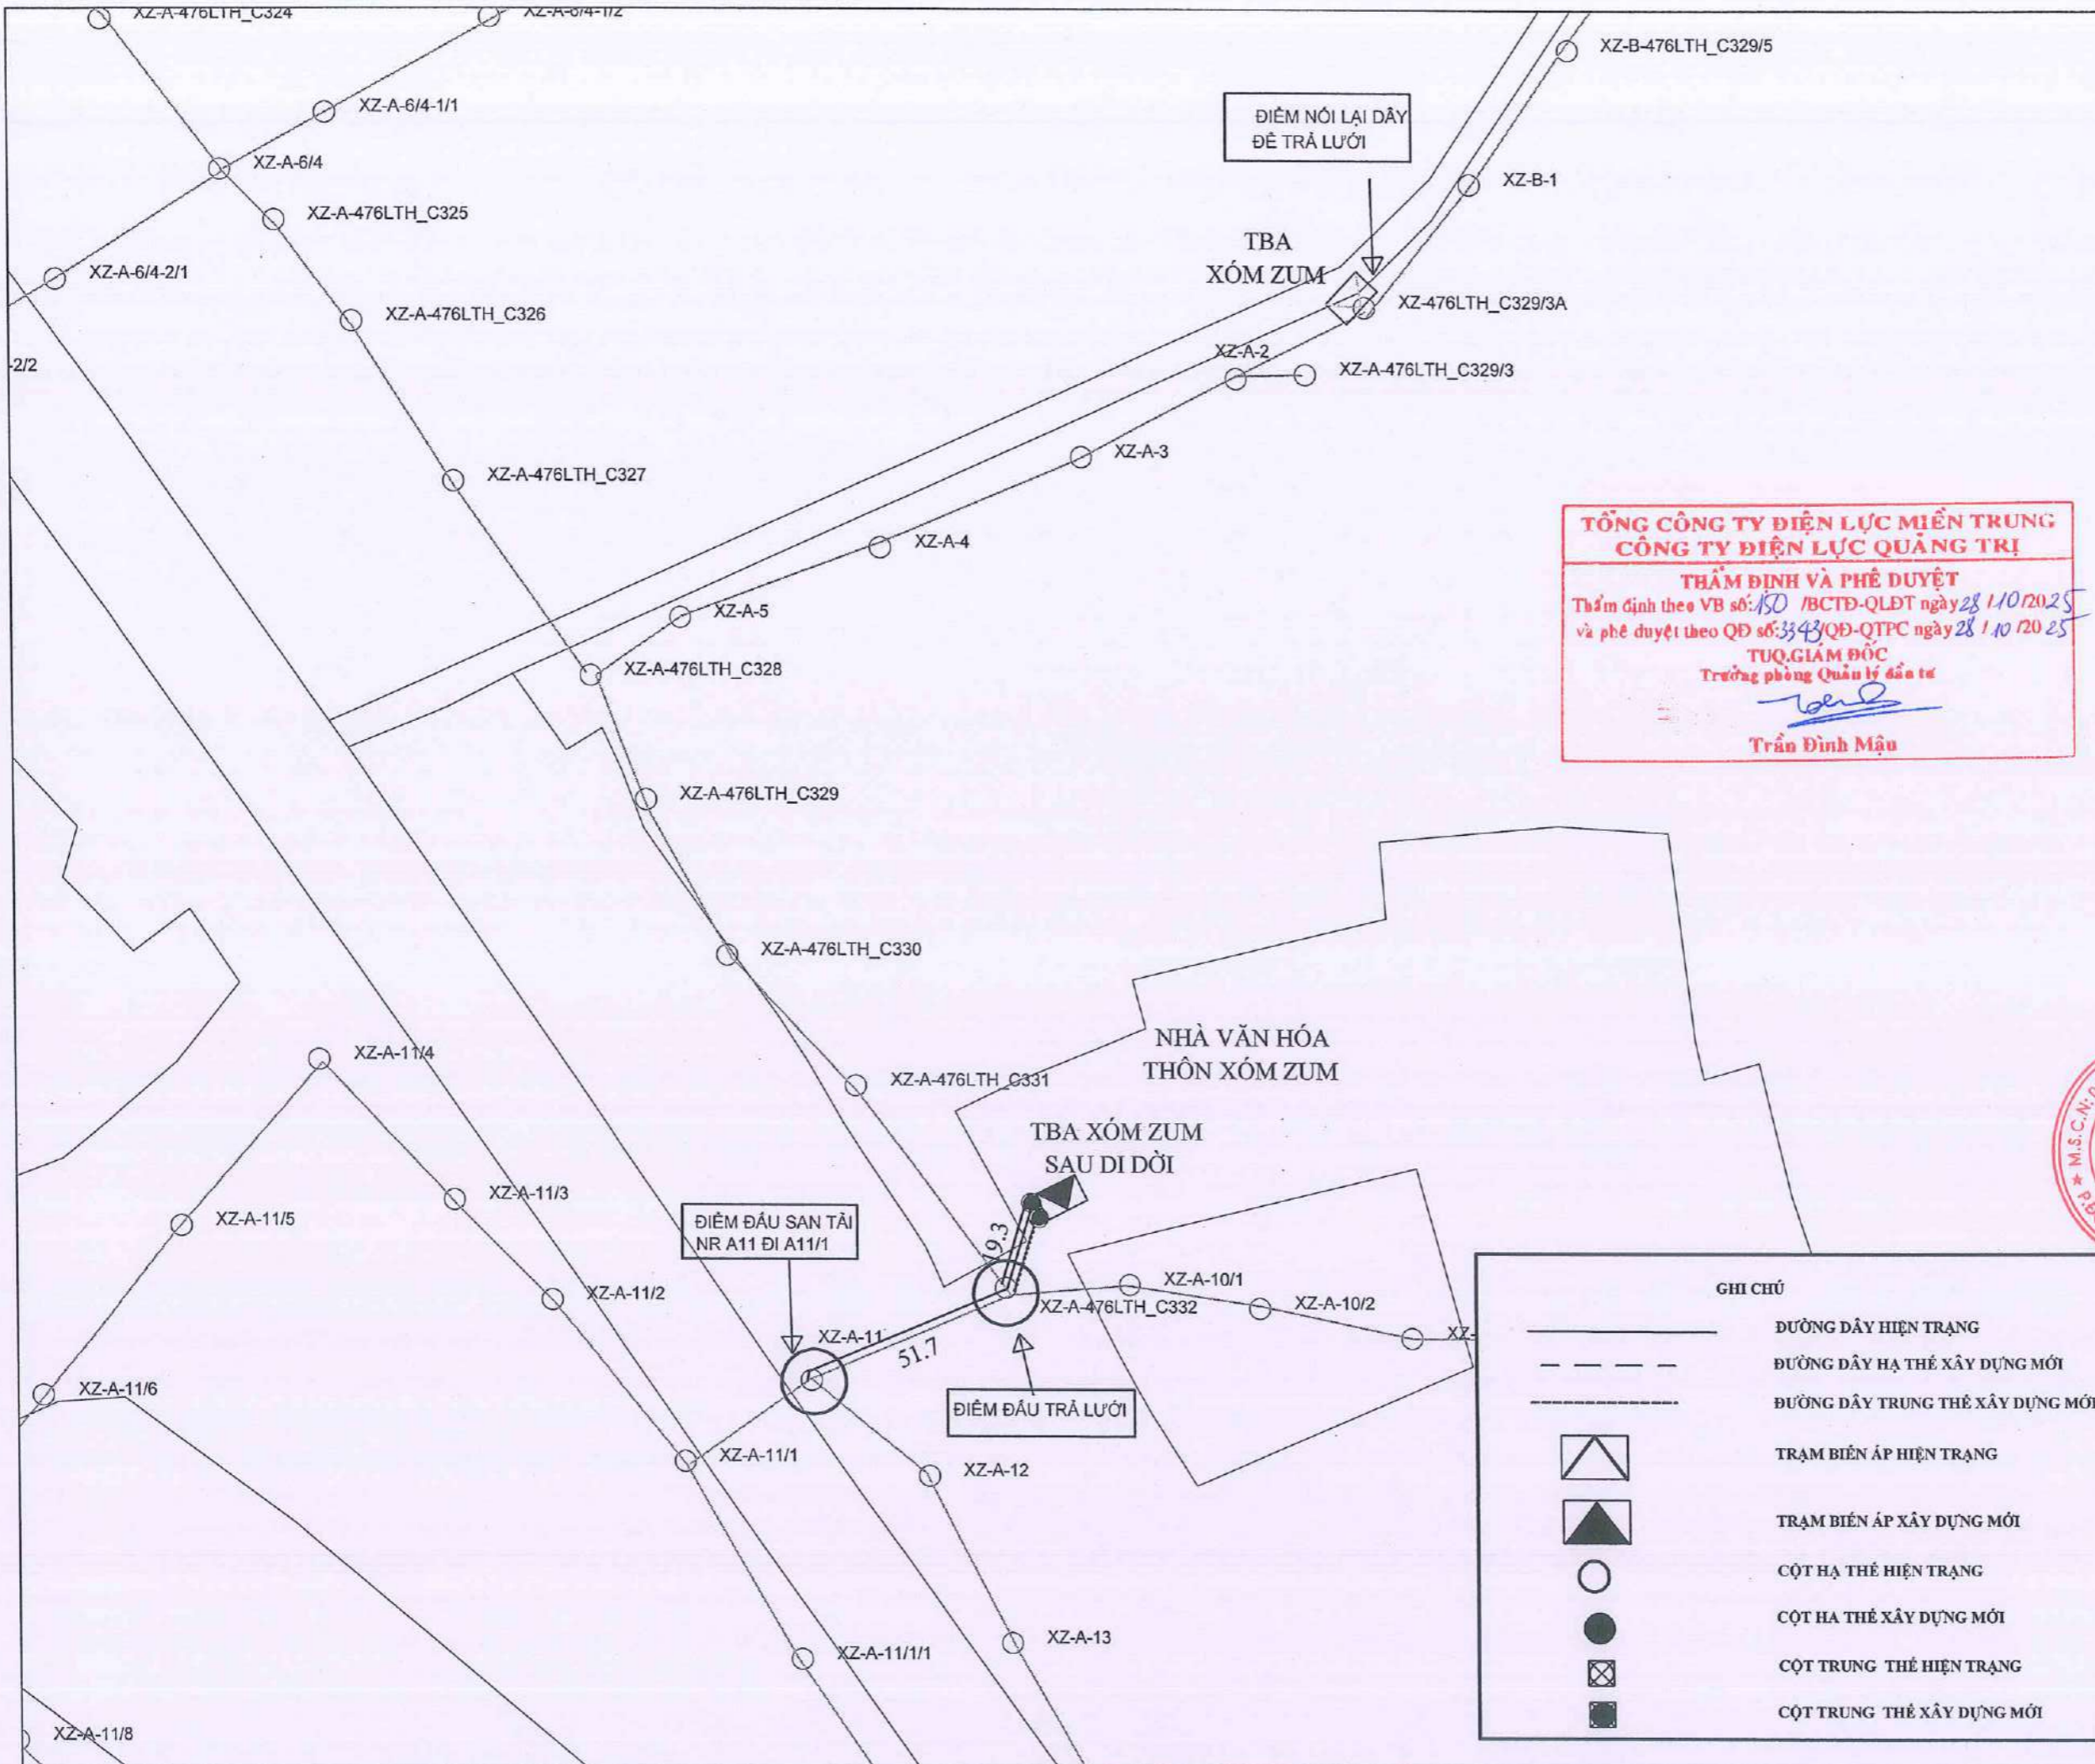 XZ-A-476LTH_C324
XZ-A-6/4-1/2
XZ-B-476LTH_C329/5
XZ-A-6/4-1/1
ĐIỂM NỐI LẠI DÂY
ĐỂ TRẢ LƯỚI
XZ-A-6/4
XZ-B-1
XZ-A-476LTH_C325
TBA
XÓM ZUM
XZ-A-6/4-2/1
XZ-476LTH_C329/3A
XZ-A-476LTH_C326
-2/2
XZ-A-2
XZ-A-476LTH_C329/3
XZ-A-3
XZ-A-476LTH_C327
XZ-A-4
TỔNG CÔNG TY ĐIỆN LỰC MIỀN TRUNG
CÔNG TY ĐIỆN LỰC QUẢNG TRỊ
THẨM ĐỊNH VÀ PHÊ DUYỆT
Thẩm định theo VB số: 150 /BCTĐ-QLĐT ngày 28 / 10 /2025
và phê duyệt theo QĐ số: 3343/QĐ-QTPC ngày 28 / 10 /20 25
TUQ.GIÁM ĐỐC
Trưởng phòng Quản lý đầu tư
Trần Đình Mậu
XZ-A-5
XZ-A-476LTH_C328
XZ-A-476LTH_C329
XZ-A-476LTH_C330
NHÀ VĂN HÓA
THÔN XÓM ZUM
XZ-A-11/4
XZ-A-476LTH_C331
TBA XÓM ZUM
SAU DI DỜI
M.S.C.N:
XZ-A-11/3
XZ-A-11/5
ĐIỂM ĐẤU SAN TẢI
NR A11 ĐI A11/1
19.3
XZ-A-11/2
XZ-A-10/1
XZ-A-476LTH_C332
XZ-A-10/2
XZ-
XZ-A-11
51.7
XZ-A-11/6
ĐIỂM ĐẤU TRẢ LƯỚI
XZ-A-11/1
XZ-A-12
XZ-A-13
XZ-A-11/1/1
XZ-A-11/8
GHI CHÚ
ĐƯỜNG DÂY HIỆN TRẠNG
ĐƯỜNG DÂY HẠ THẾ XÂY DỰNG MỚI
ĐƯỜNG DÂY TRUNG THẾ XÂY DỰNG MỚI
TRẠM BIẾN ÁP HIỆN TRẠNG
TRẠM BIẾN ÁP XÂY DỰNG MỚI
CỘT HẠ THẾ HIỆN TRẠNG
CỘT HẠ THẾ XÂY DỰNG MỚI
CỘT TRUNG THẾ HIỆN TRẠNG
CỘT TRUNG THẾ XÂY DỰNG MỚI